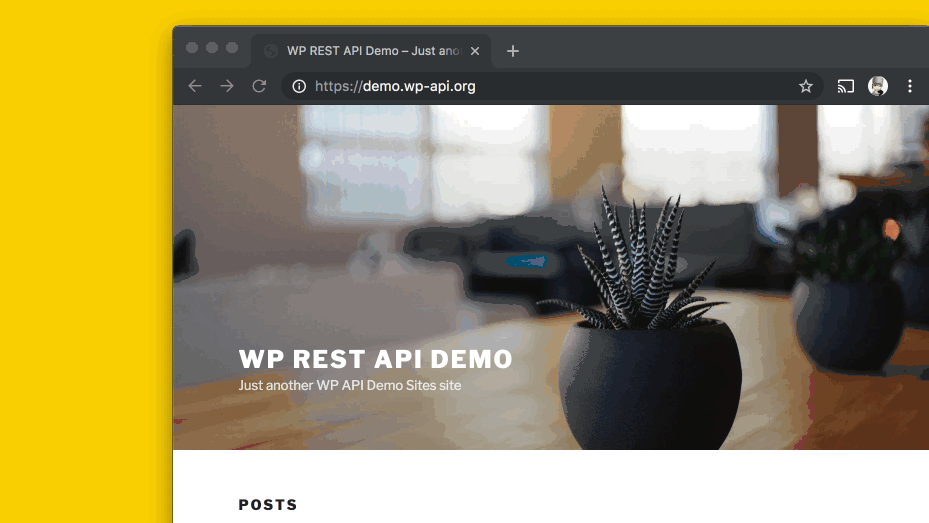 WP REST API Demo – Just ano
https://demo.wp-api.org
WP REST API DEMO
Just another WP API Demo Sites site
POSTS